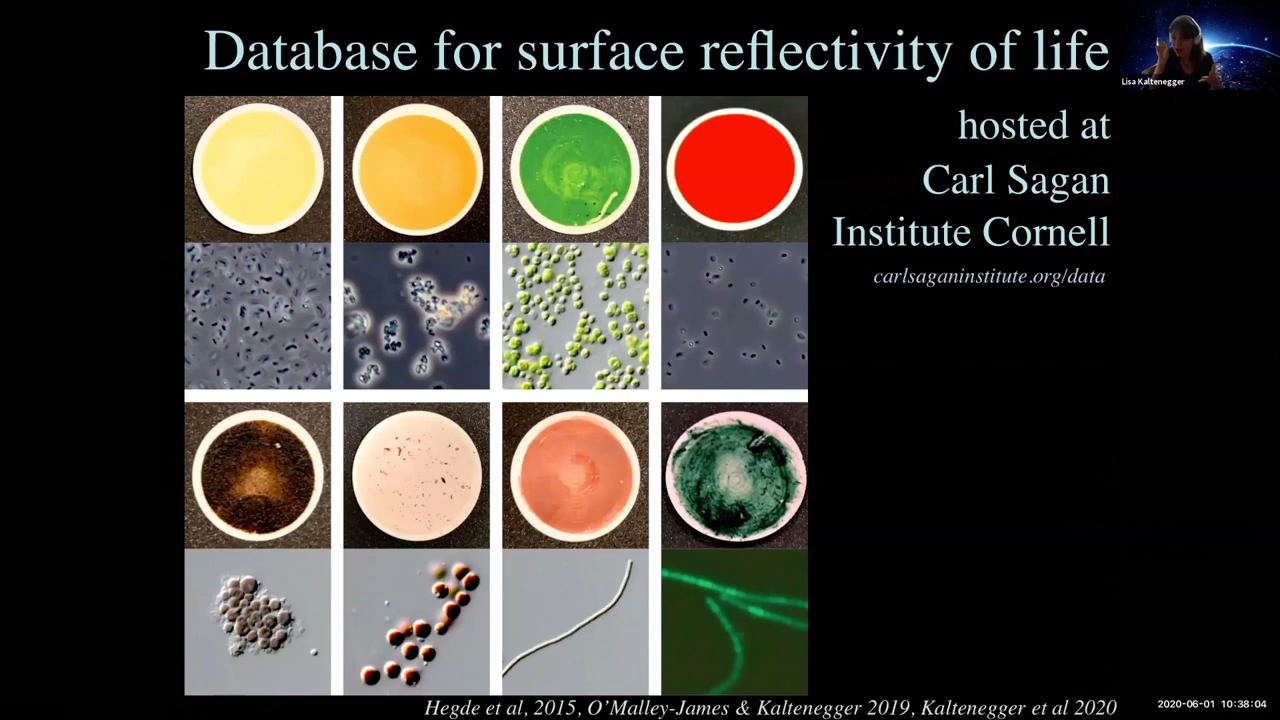 Database for surface reflectivity of life
Lisa Kaltenegger
hosted at
Carl Sagan
Institute Cornell
carlsaganinstitute.org/data
Hegde et al, 2015, O'Malley-James & Kaltenegger 2019, Kaltenegger et al 2020
2020-06-01 10:38:04